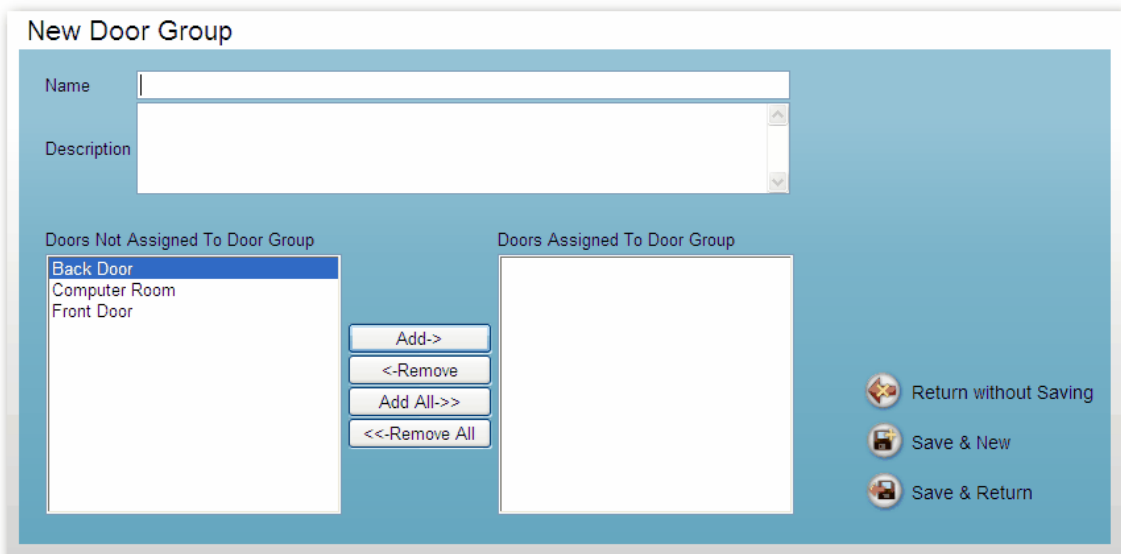 New Door Group
Name
Description
Doors Not Assigned To Door Group
Doors Assigned To Door Group
Back Door
Computer Room
Front Door
Add->
<-Remove
Add All->>
<<-Remove All
Return without Saving
Save & New
Save & Return